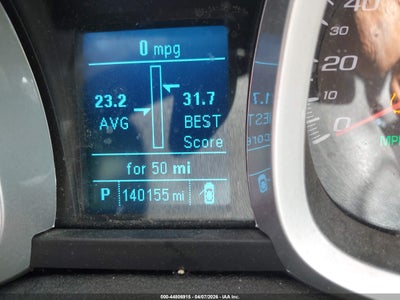 0 mpg
23.2 31.7
AVG BEST
Score
for 50 mi
P 140155 mi
40
20
10
0
MP
000-44808915 | 04/07/2026 | IAA Inc.